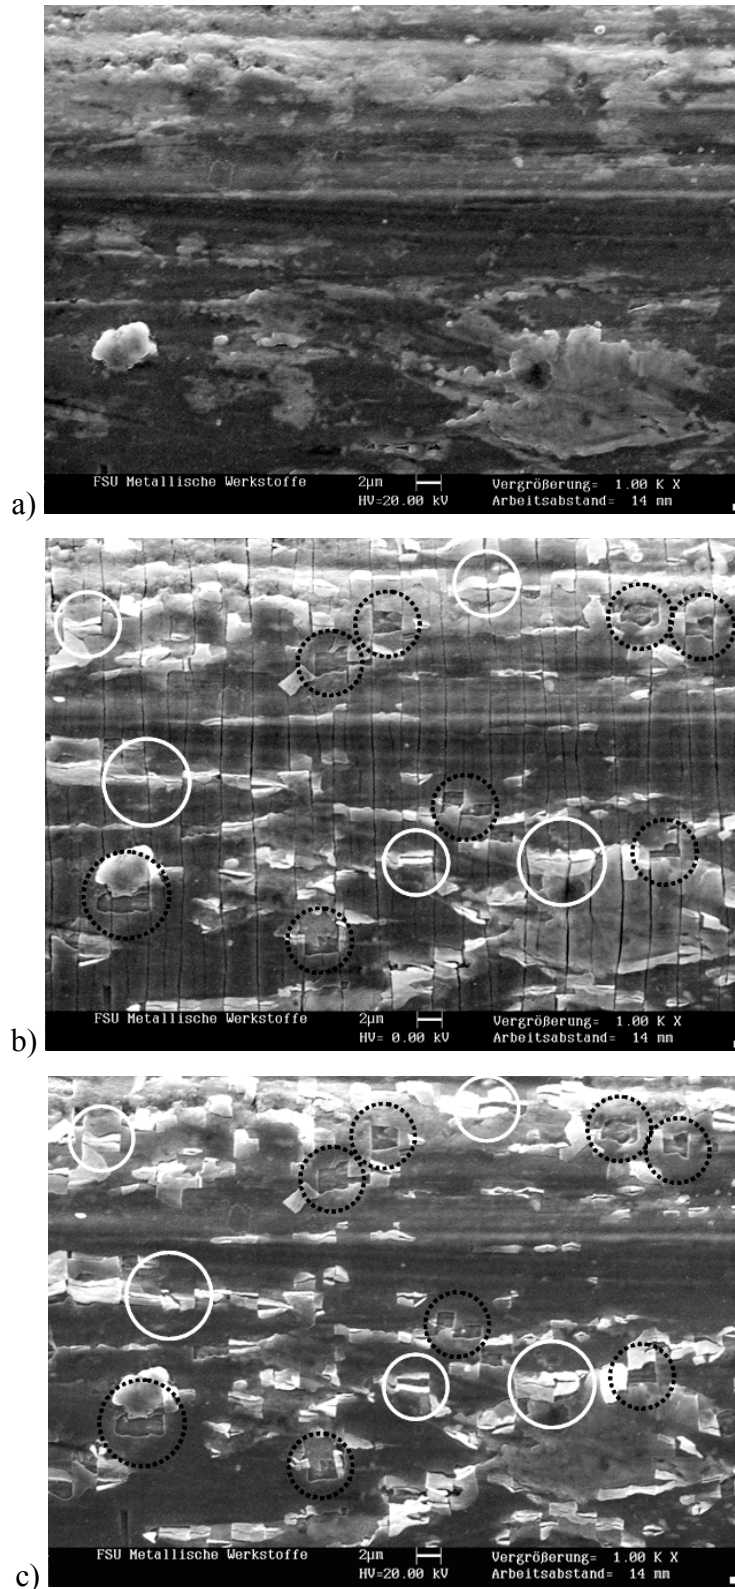 a)
FSU Metallische Werkstoffe 2µm Vergrößerung= 1.00 K X
HV=20.00 kV Arbeitsabstand= 14 mm
b)
FSU Metallische Werkstoffe 2µm Vergrößerung= 1.00 K X
HV= 0.00 kV Arbeitsabstand= 14 mm
c)
FSU Metallische Werkstoffe 2µm Vergrößerung= 1.00 K X
HV=20.00 kV Arbeitsabstand= 14 mm